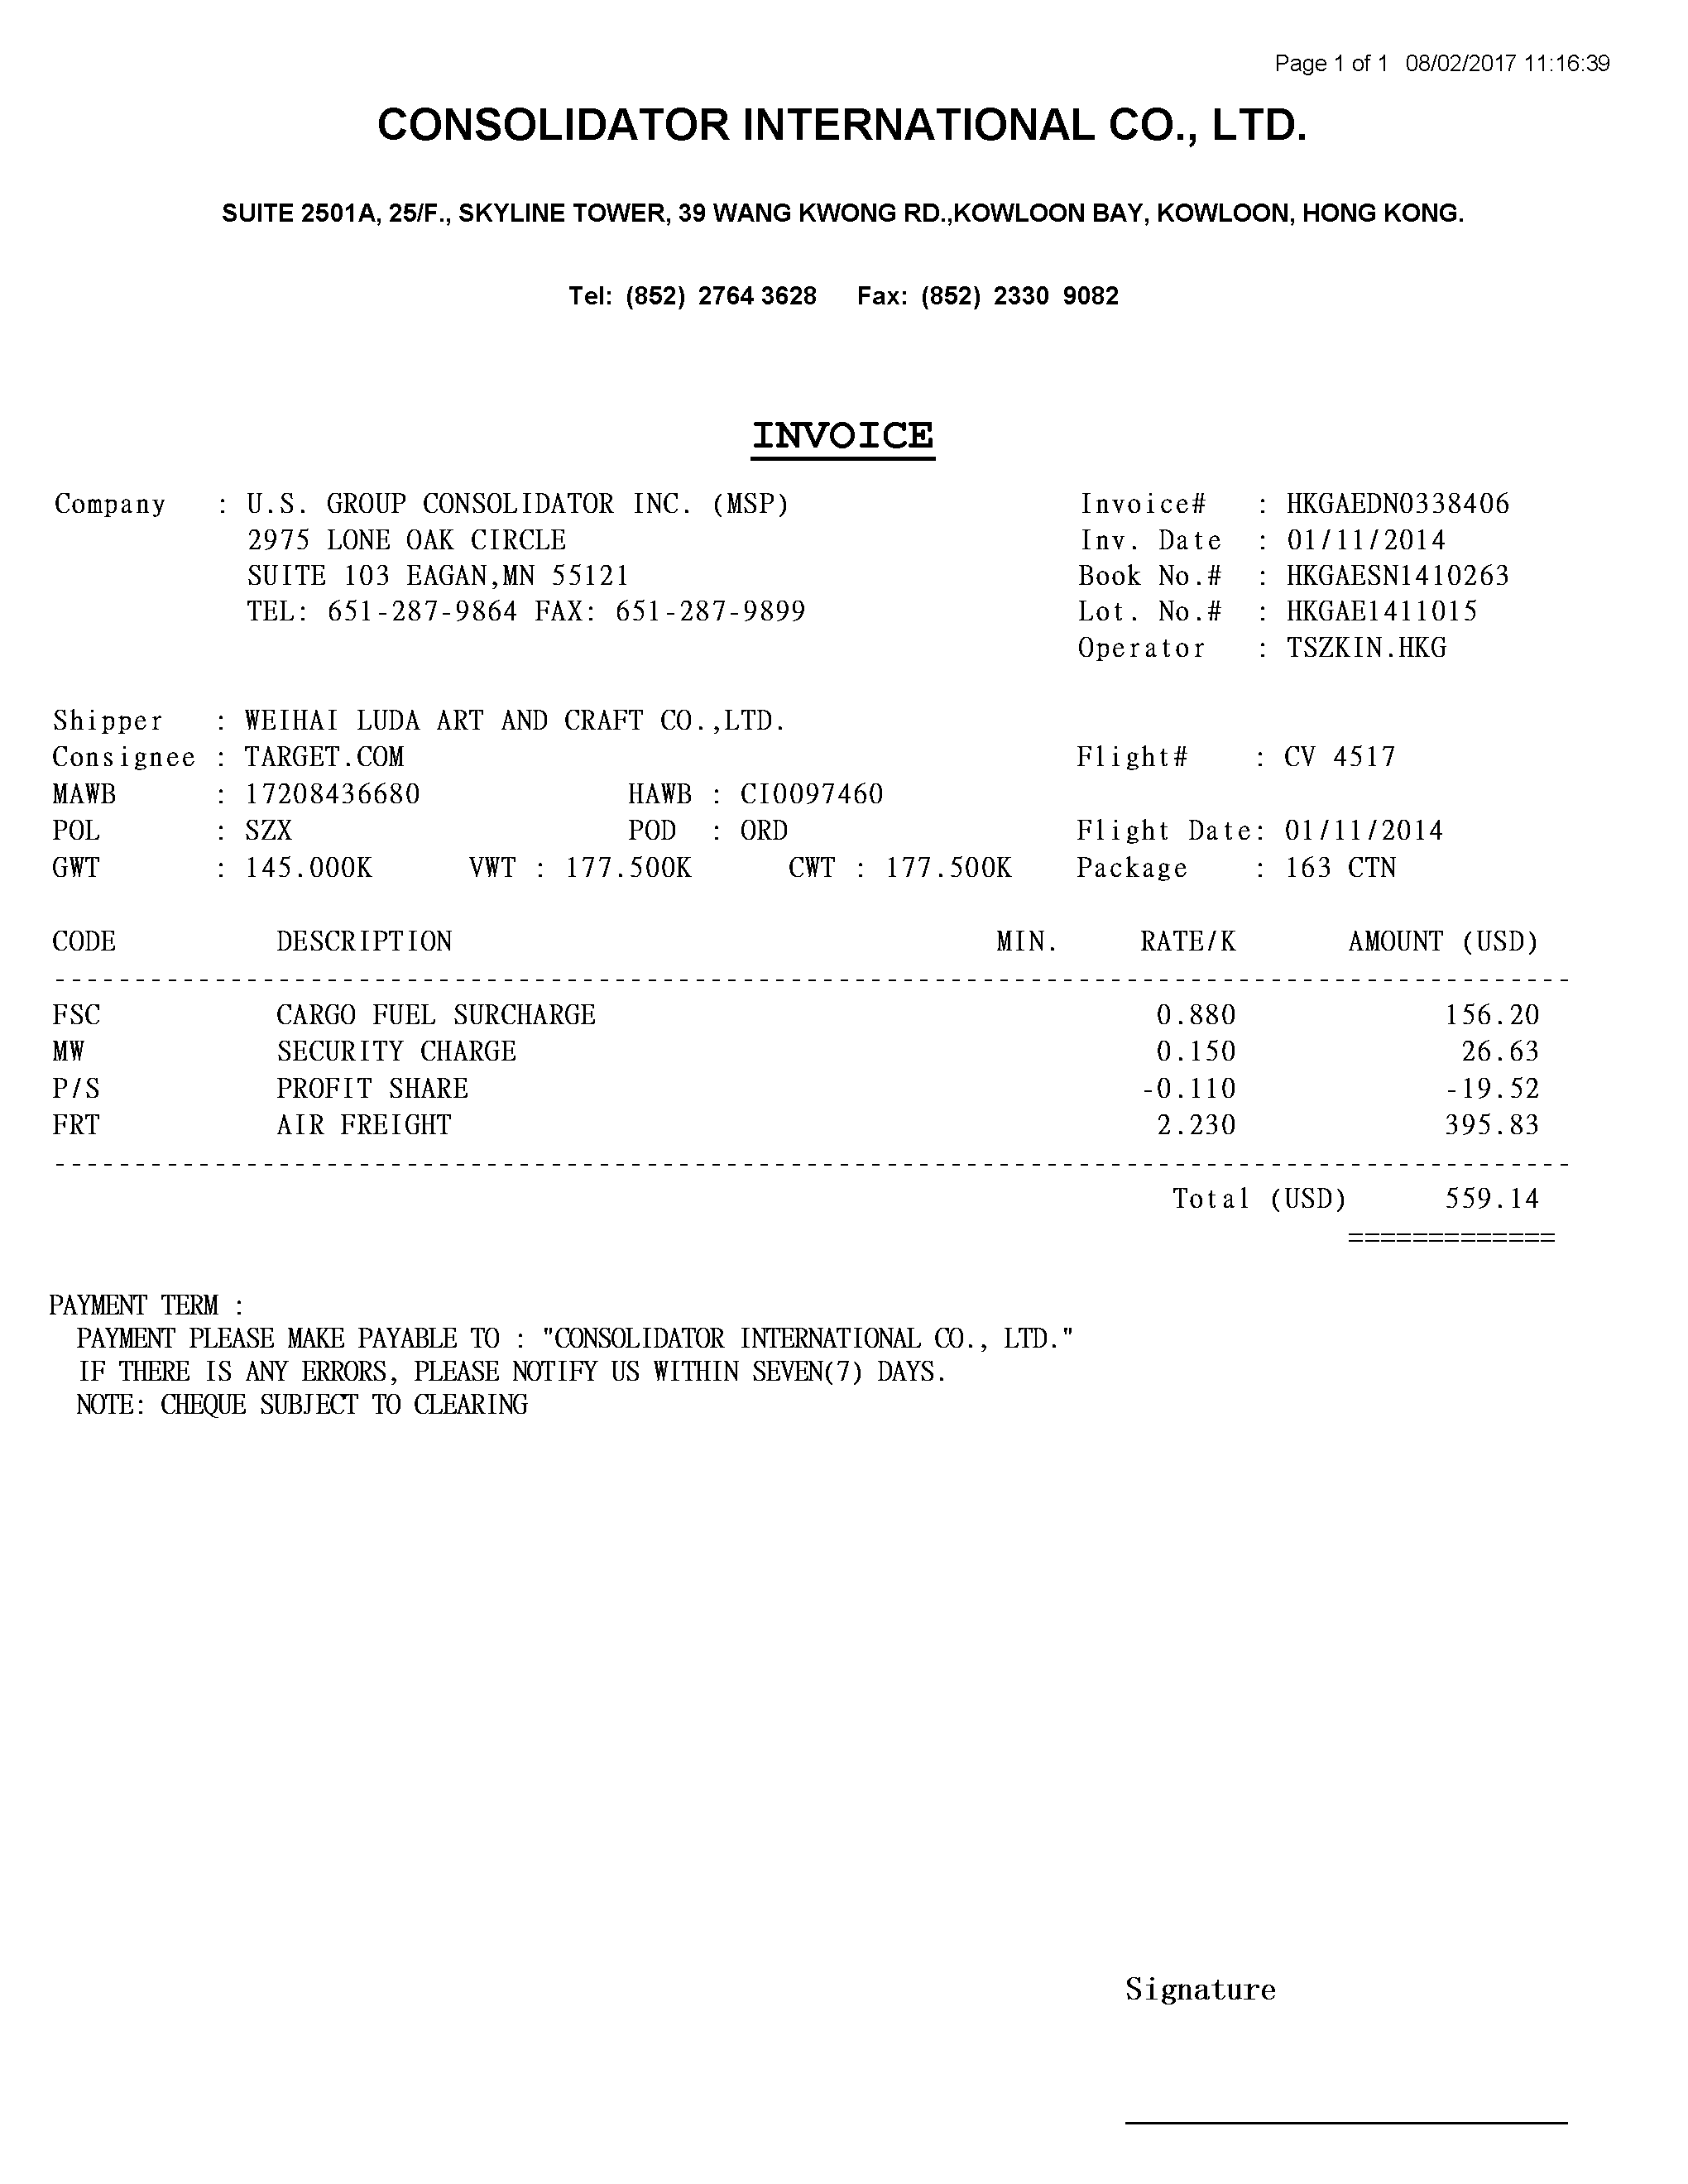 Page 1 of 1 08/02/2017 11:16:39
CONSOLIDATOR INTERNATIONAL CO., LTD.
SUITE 2501A, 25/F., SKYLINE TOWER, 39 WANG KWONG RD.,KOWLOON BAY, KOWLOON, HONG KONG.
Tel: (852) 2764 3628 Fax: (852) 2330 9082
INVOICE
Company : U.S. GROUP CONSOLIDATOR INC. (MSP) Invoice# : HKGAEDN0338406
2975 LONE OAK CIRCLE Inv. Date : 01/11/2014
SUITE 103 EAGAN,MN 55121 Book No.# : HKGAESN1410263
TEL: 651-287-9864 FAX: 651-287-9899 Lot. No.# : HKGAE1411015
Operator : TSZKIN.HKG
Shipper : WEIHAI LUDA ART AND CRAFT CO.,LTD.
Consignee : TARGET.COM Flight# : CV 4517
MAWB : 17208436680 HAWB : CI0097460
POL : SZX POD : ORD Flight Date: 01/11/2014
GWT : 145.000K VWT : 177.500K CWT : 177.500K Package : 163 CTN
CODE DESCRIPTION MIN. RATE/K AMOUNT (USD)
FSC CARGO FUEL SURCHARGE 0.880 156.20
MW SECURITY CHARGE 0.150 26.63
P/S PROFIT SHARE -0.110 -19.52
FRT AIR FREIGHT 2.230 395.83
Total (USD) 559.14
=============
PAYMENT TERM :
PAYMENT PLEASE MAKE PAYABLE TO : "CONSOLIDATOR INTERNATIONAL CO., LTD."
IF THERE IS ANY ERRORS, PLEASE NOTIFY US WITHIN SEVEN(7) DAYS.
NOTE: CHEQUE SUBJECT TO CLEARING
Signature